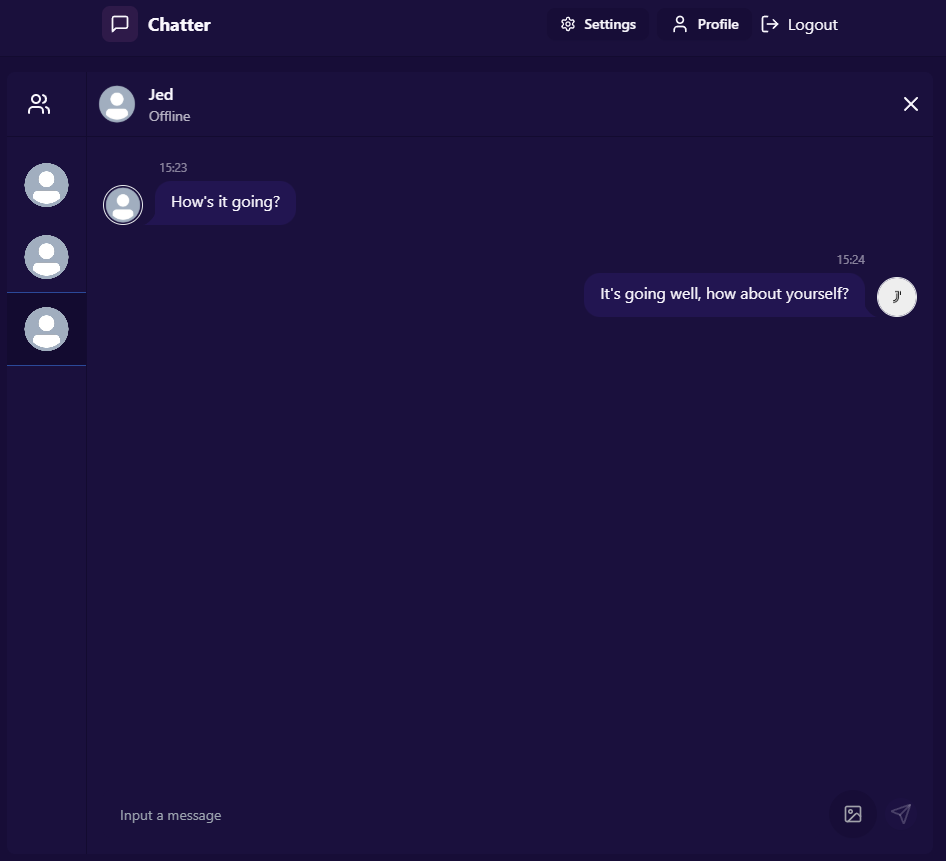 Chatter
Settings
Profile
Logout
Jed
Offline
15:23
How's it going?
15:24
It's going well, how about yourself?
Input a message